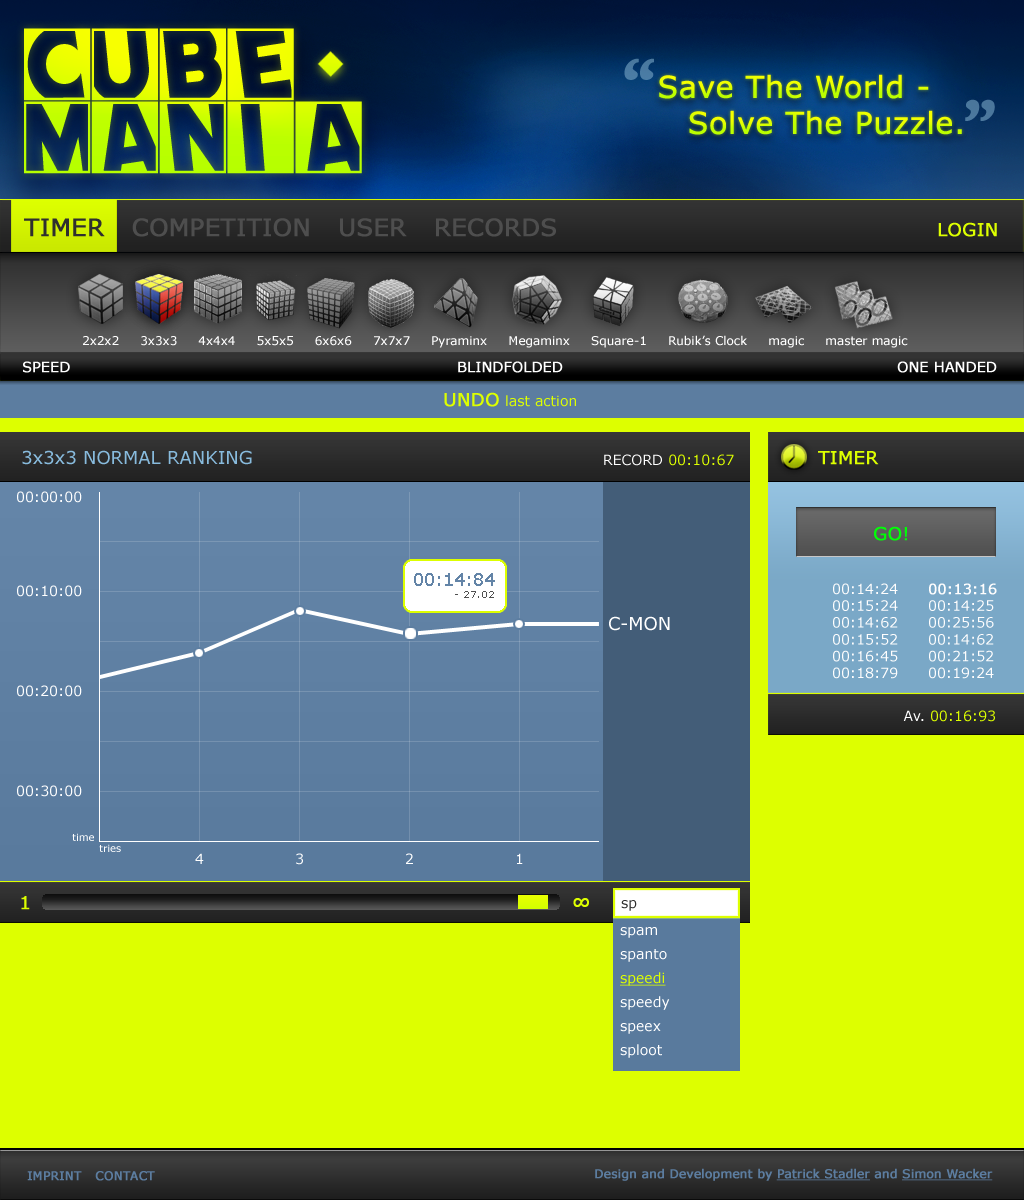 CUBE
MANIA
“Save The World -
Solve The Puzzle.”
TIMER COMPETITION USER RECORDS LOGIN
2x2x2 3x3x3 4x4x4 5x5x5 6x6x6 7x7x7 Pyraminx Megaminx Square-1 Rubik's Clock magic master magic
SPEED BLINDFOLDED ONE HANDED
UNDO last action
3x3x3 NORMAL RANKING RECORD 00:10:67
00:00:00
00:10:00
00:20:00
00:30:00
00:14:84
- 27.02
C-MON
time
tries
4 3 2 1
1 ∞ sp
spam
spanto
speedi
speedy
speex
sploot
TIMER
GO!
00:14:24 00:13:16
00:15:24 00:14:25
00:14:62 00:25:56
00:15:52 00:14:62
00:16:45 00:21:52
00:18:79 00:19:24
Av. 00:16:93
IMPRINT CONTACT Design and Development by Patrick Stadler and Simon Wacker